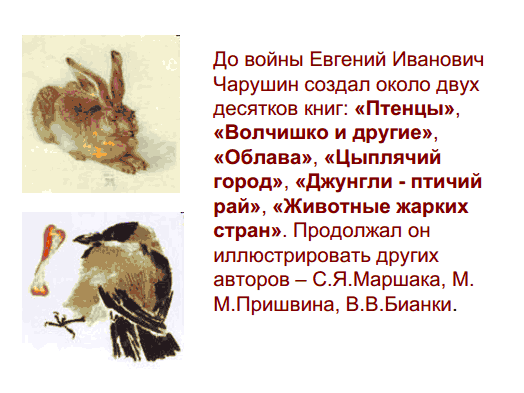 До войны Евгений Иванович
Чарушин создал около двух
десятков книг: «Птенцы»,
«Волчишко и другие»,
«Облава», «Цыплячий
город», «Джунгли - птичий
рай», «Животные жарких
стран». Продолжал он
иллюстрировать других
авторов – С.Я.Маршака, М.
М.Пришвина, В.В.Бианки.